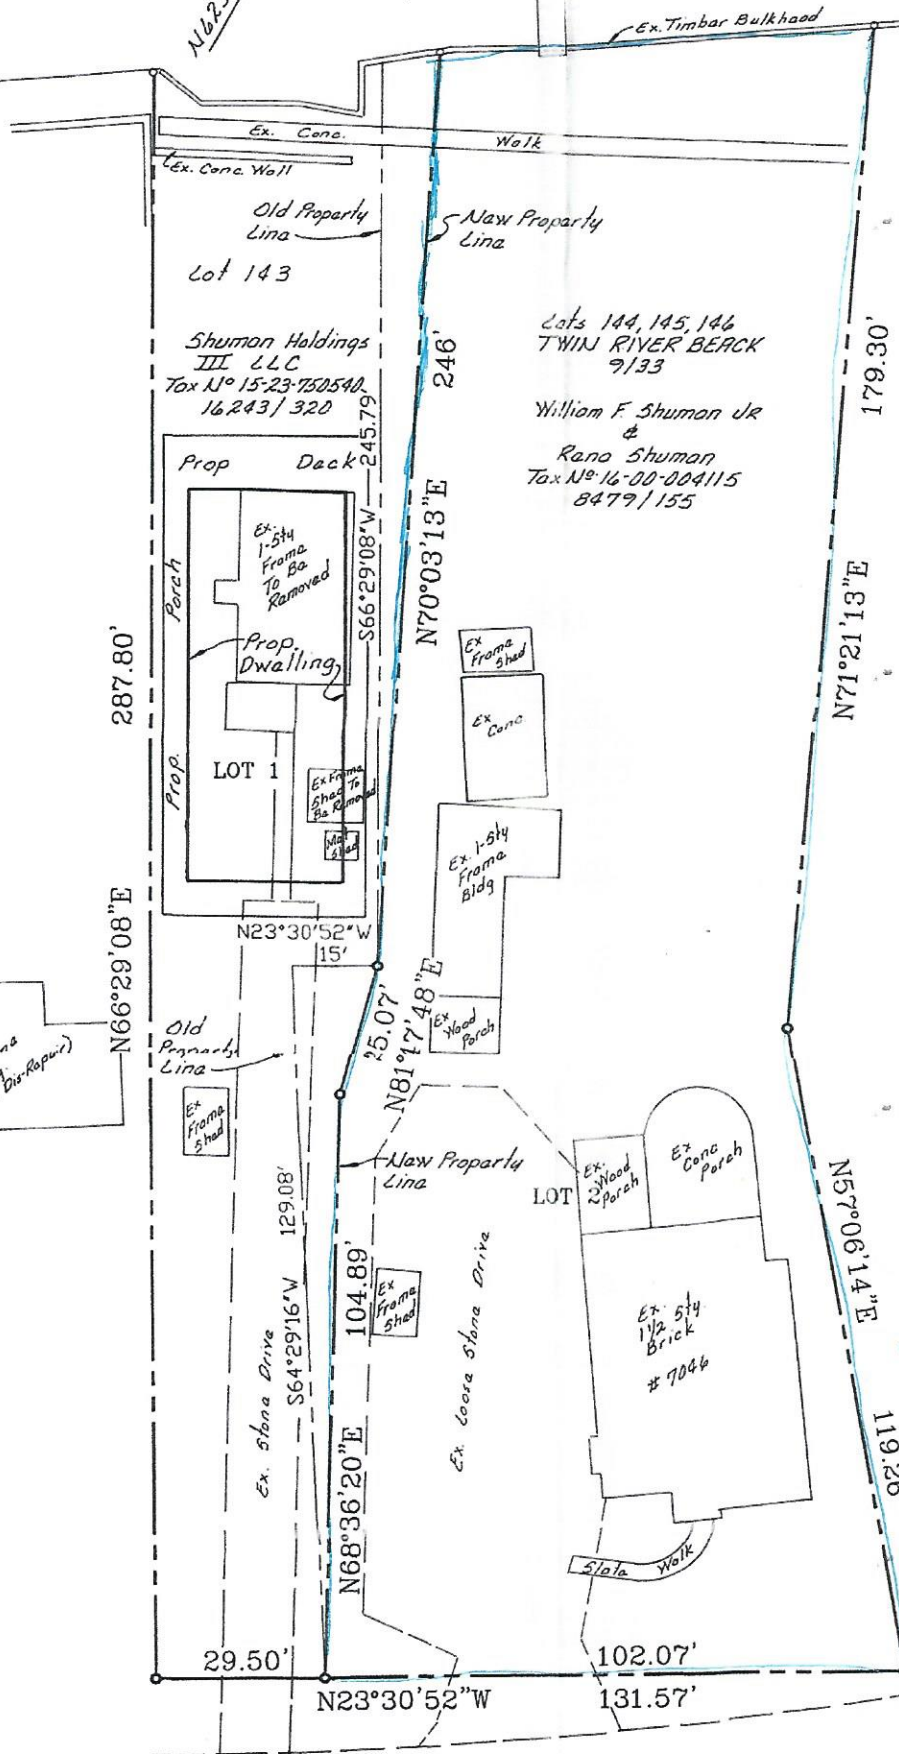 N62
Ex. Timbar Bulkhead
Ex. Conc.
Walk
Ex. Conc. Wall
Old Property
Line
New Property
Line
Lot 143
Shuman Holdings
III LLC
Tax Nº 15-23-750540
16243/320
Lots 144, 145, 146
TWIN RIVER BEACK
9/33
William F. Shuman JR
&
Rana Shuman
Tax Nº 16-00-004115
8479/155
246'
245.79'
179.30'
Prop Deck
Ex.
1-Sty
Frame
To Be
Removed
Porch
S66°29'08"W
N70°03'13"E
N71°21'13"E
Prop.
Dwelling
Ex
Frame
Shed
Ex
Conc
287.80'
LOT 1
Prop.
Ex Frame
Shed To
Be Removed
Shed
Ex. 1-Sty
Frame
Bldg
N23°30'52"W
15'
N66°29'08"E
25.07'
N81°17'48"E
Ex
Wood
Porch
Old
Property
Line
Dis-Repair)
Ex
Frame
Shed
New Property
Line
Ex.
Wood
Porch
Ex
Conc
Porch
LOT 2
N57°06'14"E
129.08'
S64°29'16"W
104.89'
Ex
Frame
Shed
Ex. Loose Stone Drive
Ex. Stone Drive
Ex.
1½ Sty
Brick
# 7046
119.26
N68°36'20"E
Slate Walk
29.50'
102.07'
N23°30'52"W
131.57'